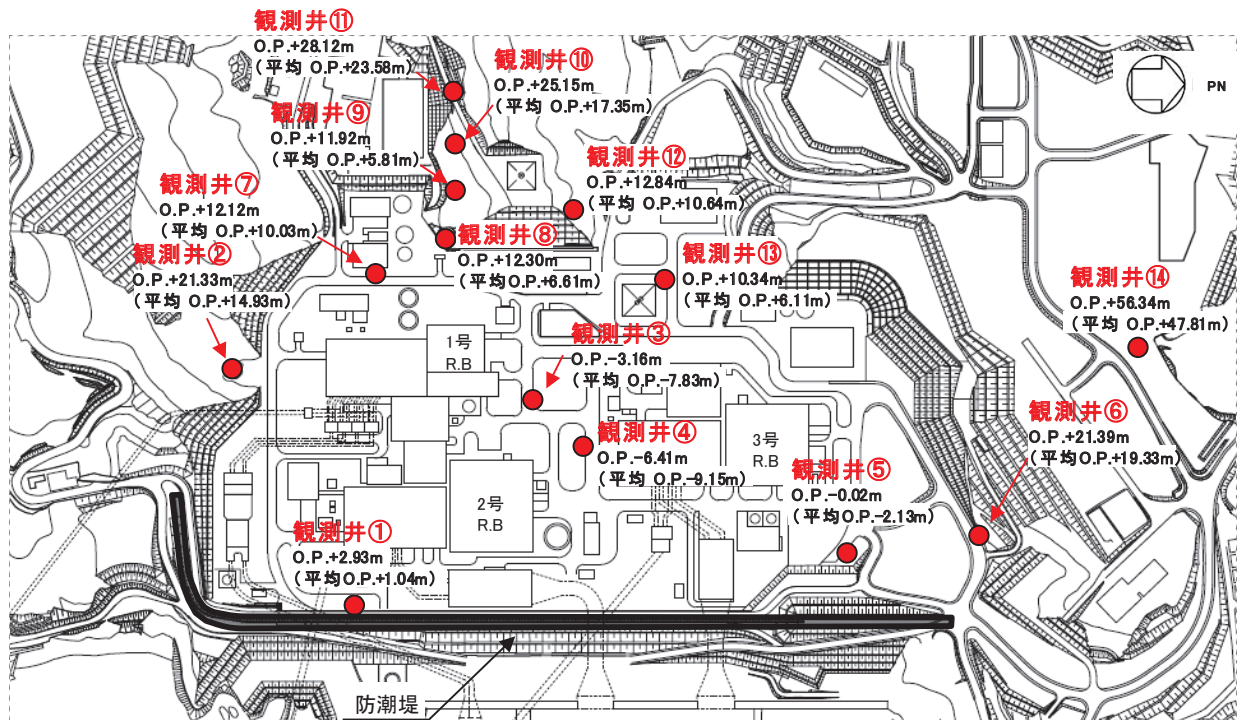 観測井⑪
O.P.+28.12m
(平均 O.P.+23.58m)
観測井⑩
O.P.+25.15m
(平均 O.P.+17.35m)
PN
観測井⑨
O.P.+11.92m
(平均 O.P.+5.81m)
観測井⑫
O.P.+12.84m
(平均 O.P.+10.64m)
観測井⑦
O.P.+12.12m
(平均 O.P.+10.03m)
観測井⑧
O.P.+12.30m
(平均 O.P.+6.61m)
観測井②
O.P.+21.33m
(平均 O.P.+14.93m)
観測井⑬
O.P.+10.34m
(平均 O.P.+6.11m)
観測井⑭
O.P.+56.34m
(平均 O.P.+47.81m)
観測井③
O.P.-3.16m
(平均 O.P.-7.83m)
1号
R.B
観測井④
O.P.-6.41m
(平均 O.P.-9.15m)
3号
R.B
観測井⑥
O.P.+21.39m
(平均O.P.+19.33m)
観測井⑤
O.P.-0.02m
(平均O.P.-2.13m)
2号
R.B
観測井①
O.P.+2.93m
(平均O.P.+1.04m)
防潮堤